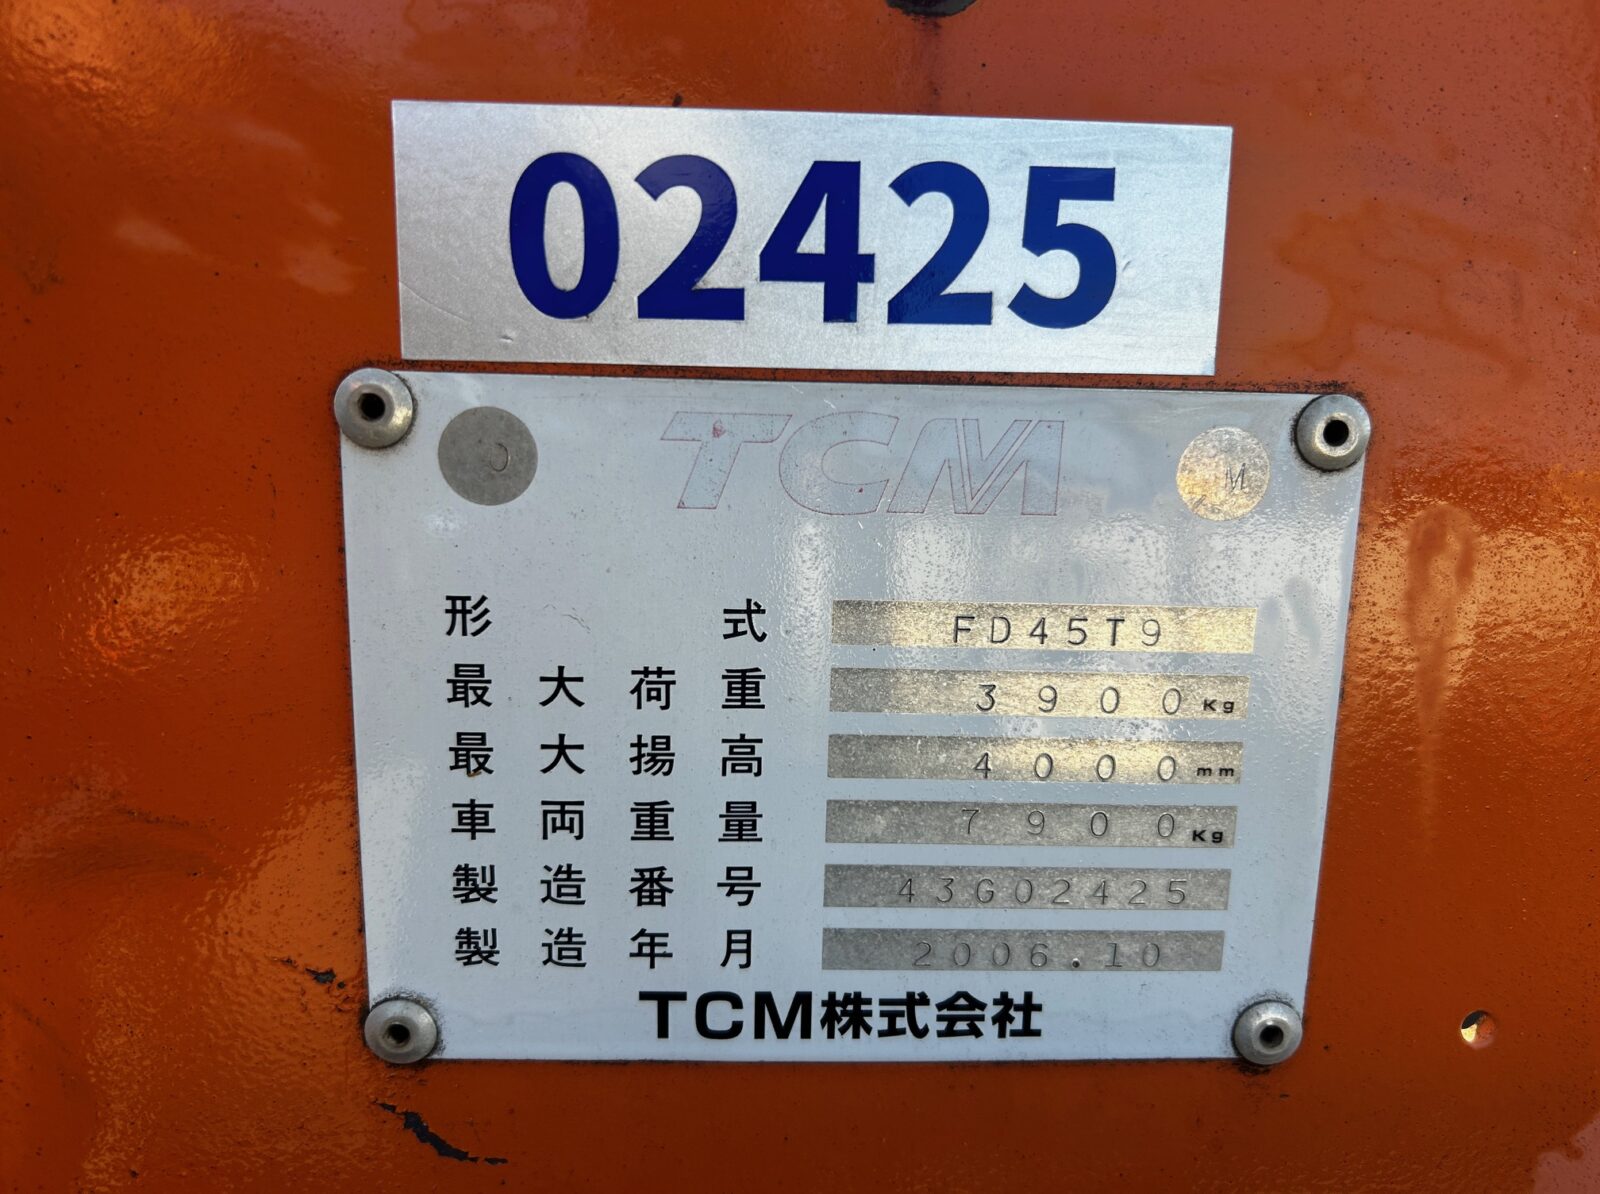 02425
J TCM M
形式 FD45T9
最大荷重 3900Kg
最大揚高 4000mm
車両重量 7900Kg
製造番号 43G02425
製造年月 2006.10
TCM株式会社